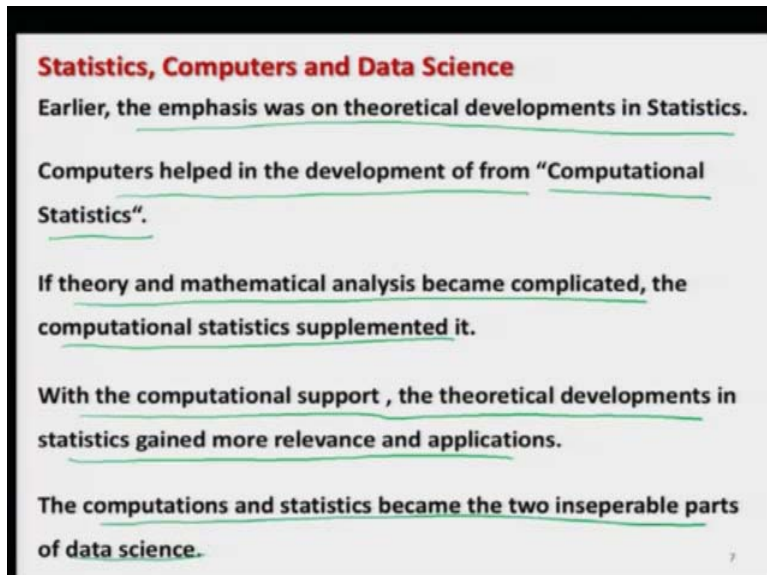 Statistics, Computers and Data Science
Earlier, the emphasis was on theoretical developments in Statistics.
Computers helped in the development of from “Computational
Statistics“.
If theory and mathematical analysis became complicated, the
computational statistics supplemented it.
With the computational support , the theoretical developments in
statistics gained more relevance and applications.
The computations and statistics became the two inseperable parts
of data science.
7